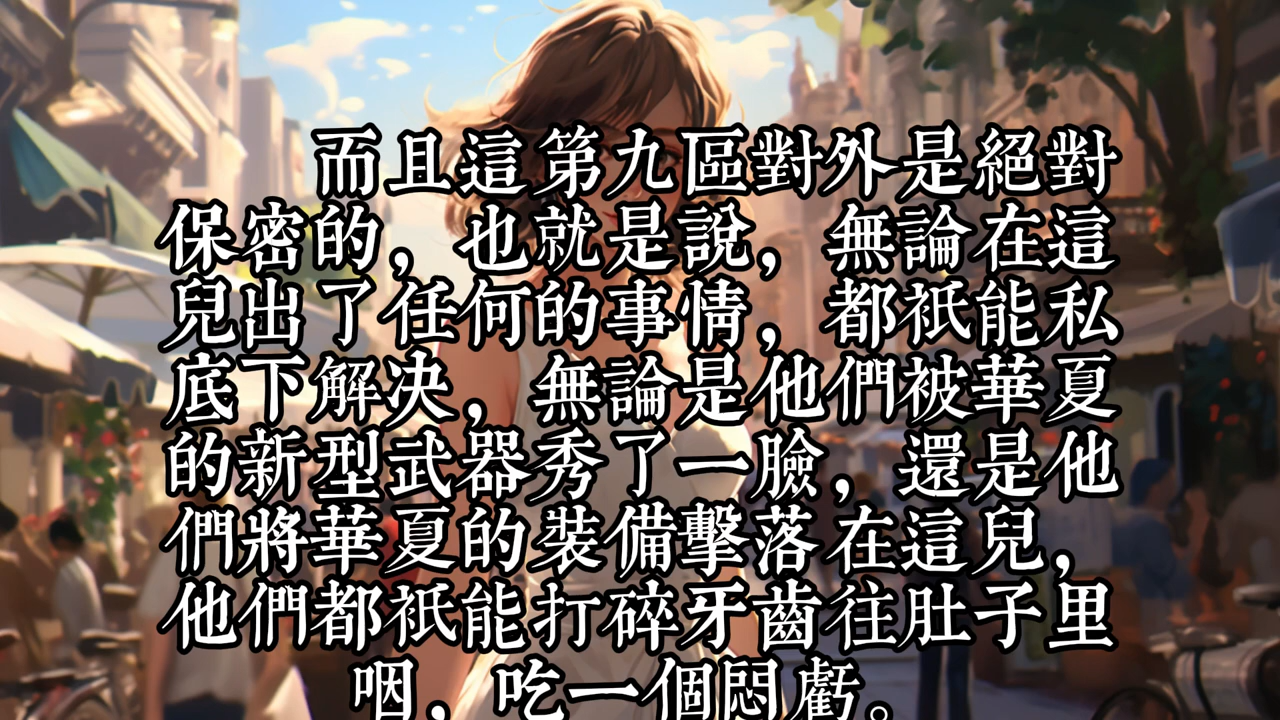 而且這第九區對外是絕對
保密的，也就是說，無論在這
兒出了任何的事情，都衹能私
底下解决，無論是他們被華夏
的新型武器秀了一臉，還是他
們將華夏的裝備擊落在這兒，
他們都衹能打碎牙齒往肚子里
咽，吃一個悶虧。